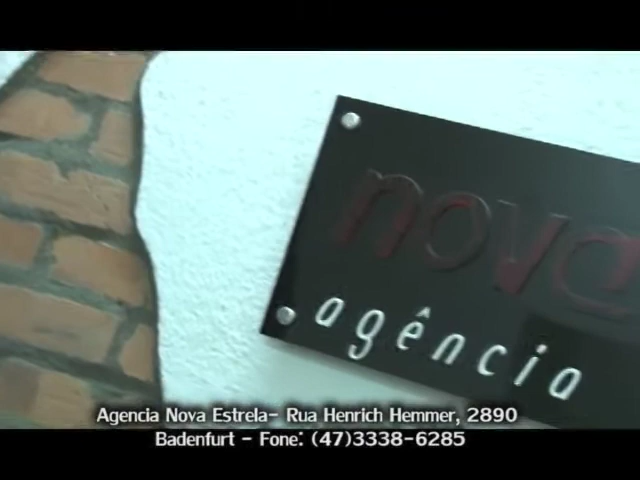 nova
agência
Agencia Nova Estrela- Rua Henrich Hemmer, 2890
Badenfurt - Fone: (47)3338-6285